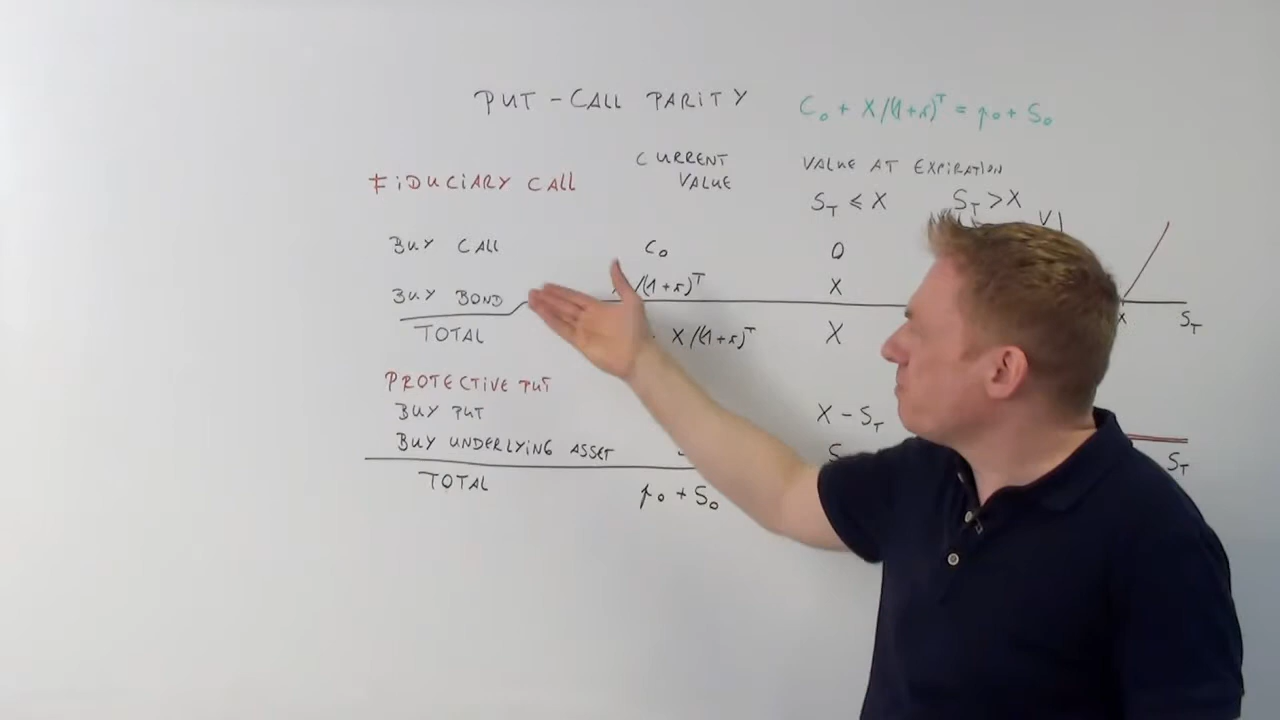 PUT - CALL PARITY C₀ + X/(1+r)ᵀ = p₀ + S₀
CURRENT VALUE AT EXPIRATION
FIDUCIARY CALL VALUE S_T ≤ X S_T > X
BUY CALL C₀ 0
BUY BOND /(1+r)ᵀ X
X S_T
TOTAL X/(1+r)ᵀ X
PROTECTIVE PUT
BUY PUT X - S_T
BUY UNDERLYING ASSET S
S_T
TOTAL p₀ + S₀